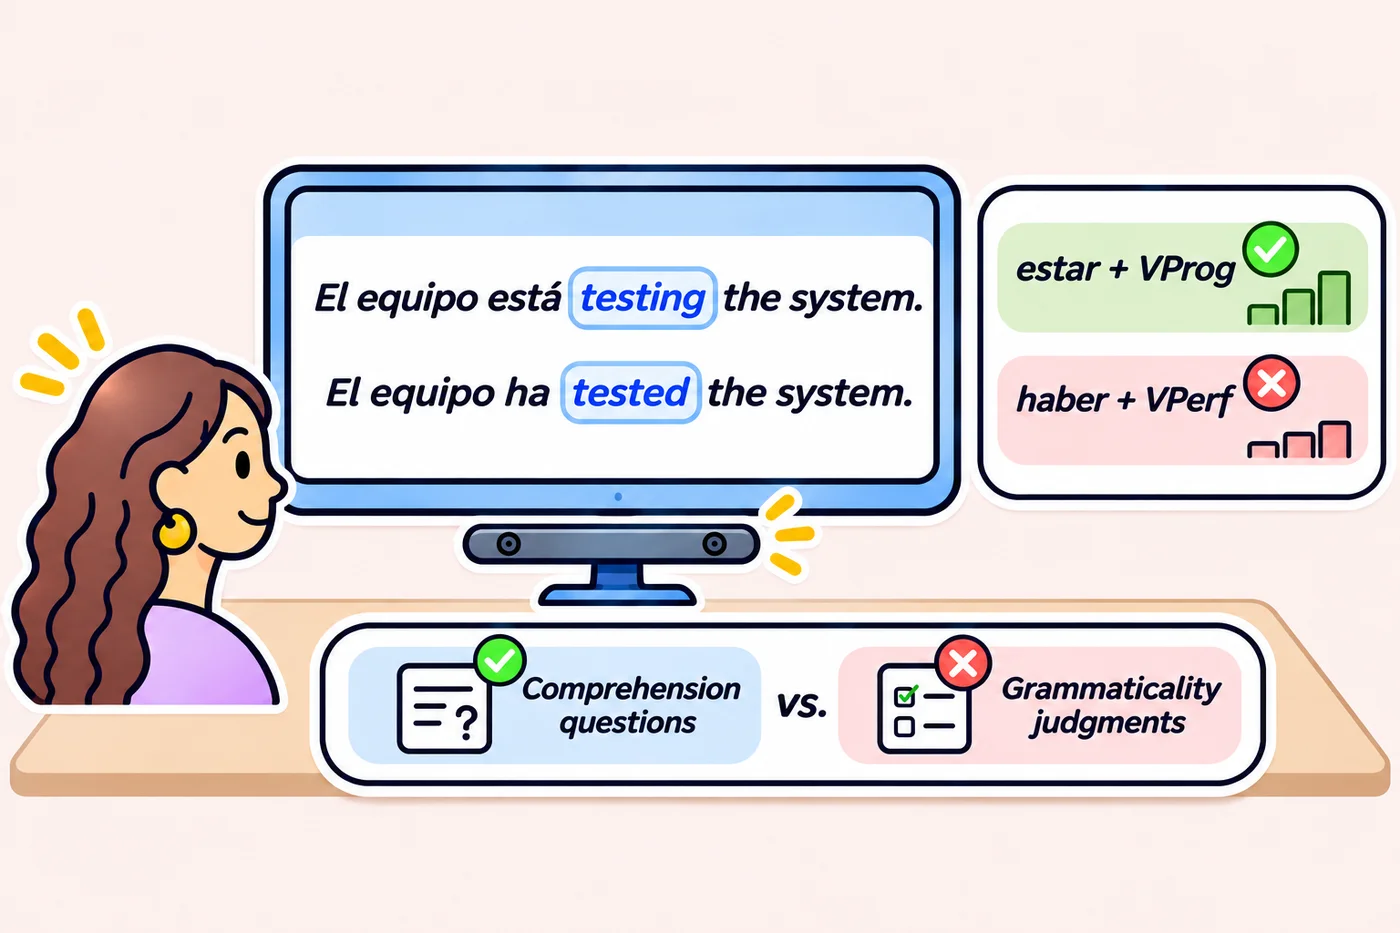 El equipo está testing the system.
El equipo ha tested the system.
estar + VProg
haber + VPerf
?
Comprehension
questions
vs.
Grammaticality
judgments